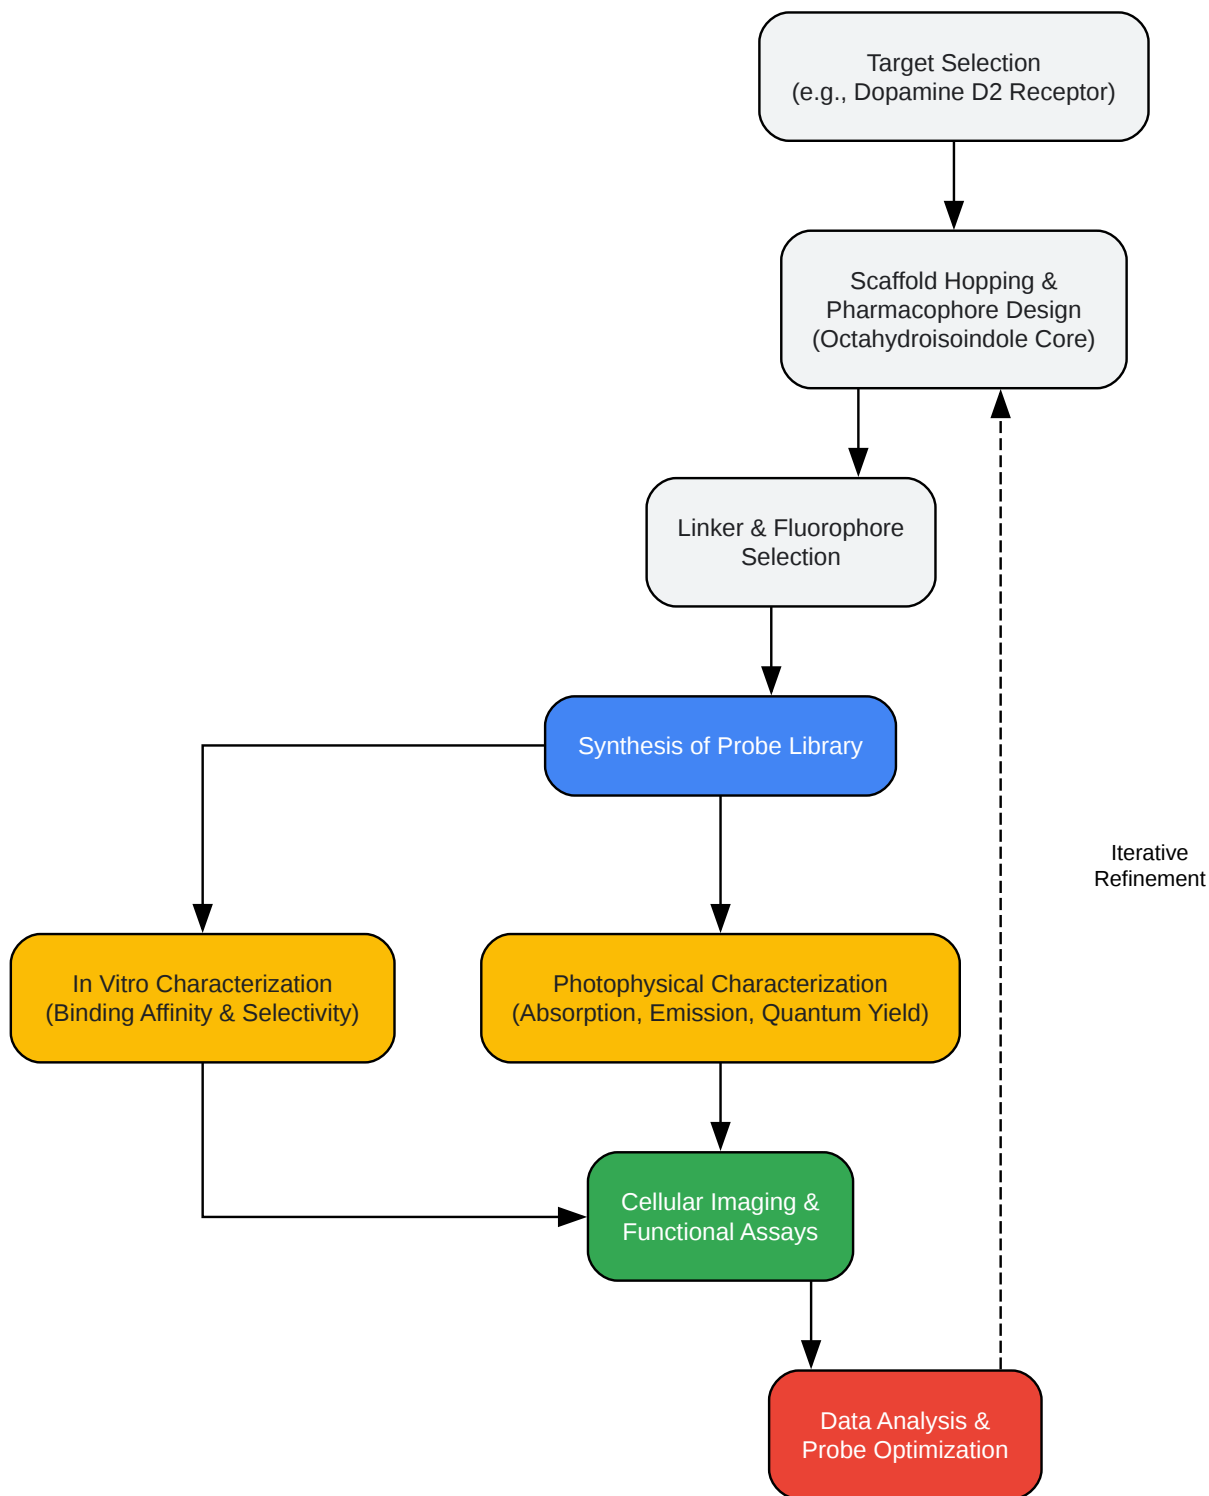 Target Selection
(e.g., Dopamine D2 Receptor)
Scaffold Hopping &
Pharmacophore Design
(Octahydroisoindole Core)
Linker & Fluorophore
Selection
Synthesis of Probe Library
Iterative
Refinement
In Vitro Characterization
(Binding Affinity & Selectivity)
Photophysical Characterization
(Absorption, Emission, Quantum Yield)
Cellular Imaging &
Functional Assays
Data Analysis &
Probe Optimization